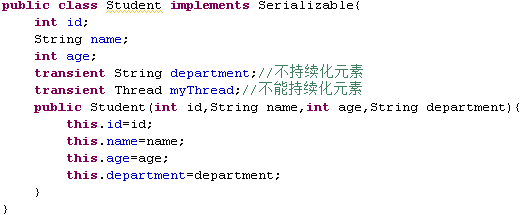 public class Student implements Serializable{
    int id;
    String name;
    int age;
    transient String department;//不持续化元素
    transient Thread myThread;//不能持续化元素
    public Student(int id,String name,int age,String department){
        this.id=id;
        this.name=name;
        this.age=age;
        this.department=department;
    }
}